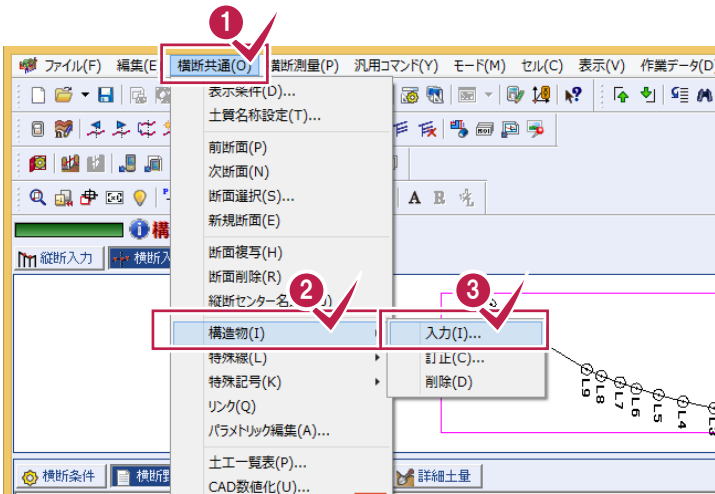 1
ファイル(F) 編集(E 横断共通(O) 横断測量(P) 汎用コマンド(Y) モード(M) セル(C) 表示(V) 作業データ(D)
表示条件(D)...
土質名称設定(T)...
前断面(P)
次断面(N)
断面選択(S)...
新規断面(E)
A R
構
縦断入力 横断入
断面複写(H)
断面削除(R)
縦断センター名
2
3
構造物(I)
入力(I)...
特殊線(L)
訂正(C)...
特殊記号(K)
削除(D)
リンク(Q)
パラメトリック編集(A)...
L9
L8
L7
L6
L5
L4
土工一覧表(P)...
横断条件 横断 詳細土量
CAD数値化(U)...